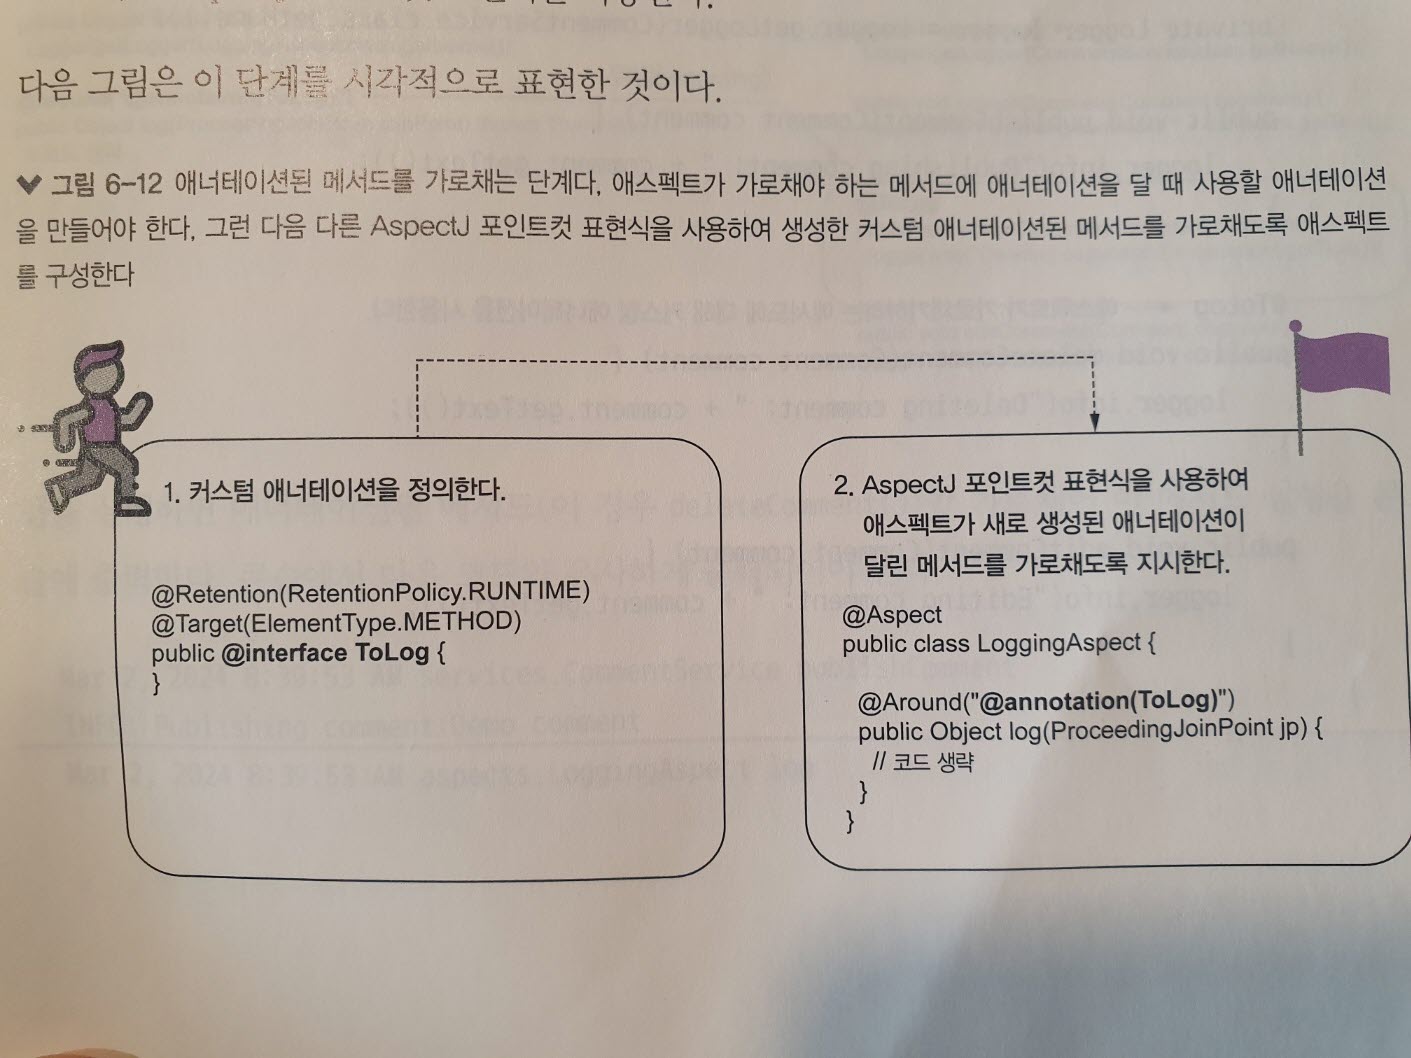 다음 그림은 이 단계를 시각적으로 표현한 것이다.
그림 6-12 애너테이션된 메서드를 가로채는 단계다, 애스펙트가 가로채야 하는 메서드에 애너테이션을 달 때 사용할 애너테이션
을 만들어야 한다, 그런 다음 다른 AspectJ 포인트컷 표현식을 사용하여 생성한 커스텀 애너테이션된 메서드를 가로채도록 애스펙트
를 구성한다
1. 커스텀 애너테이션을 정의한다.
@Retention(RetentionPolicy.RUNTIME)
@Target(ElementType.METHOD)
public @interface ToLog {
}
2. AspectJ 포인트컷 표현식을 사용하여
애스펙트가 새로 생성된 애너테이션이
달린 메서드를 가로채도록 지시한다.
@Aspect
public class LoggingAspect {
@Around("@annotation(ToLog)")
public Object log(ProceedingJoinPoint jp) {
// 코드 생략
}
}